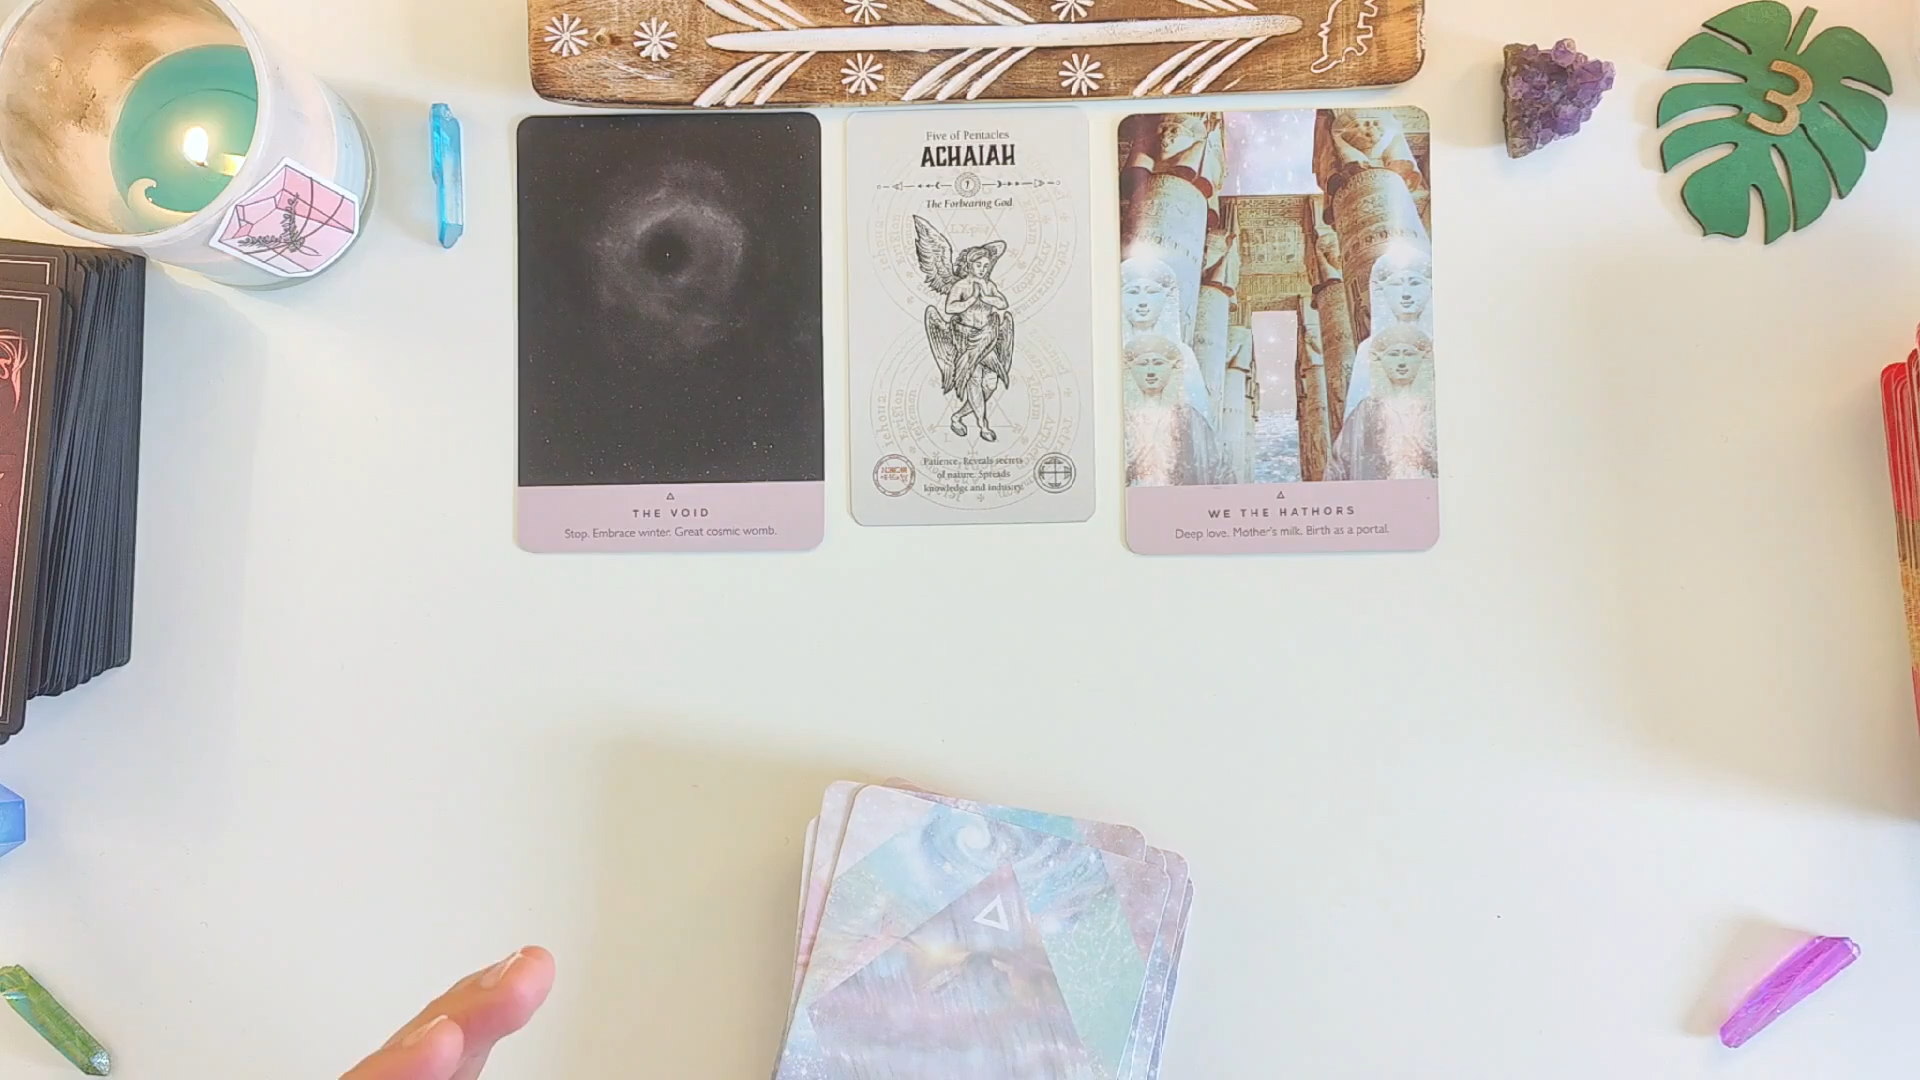 3
Five of Pentacles
ACHAIAH
7
The Forbearing God
Patience. Reveals secrets
of nature. Spreads
knowledge and industry.
THE VOID
Stop. Embrace winter. Great cosmic womb.
WE THE HATHORS
Deep love. Mother's milk. Birth as a portal.